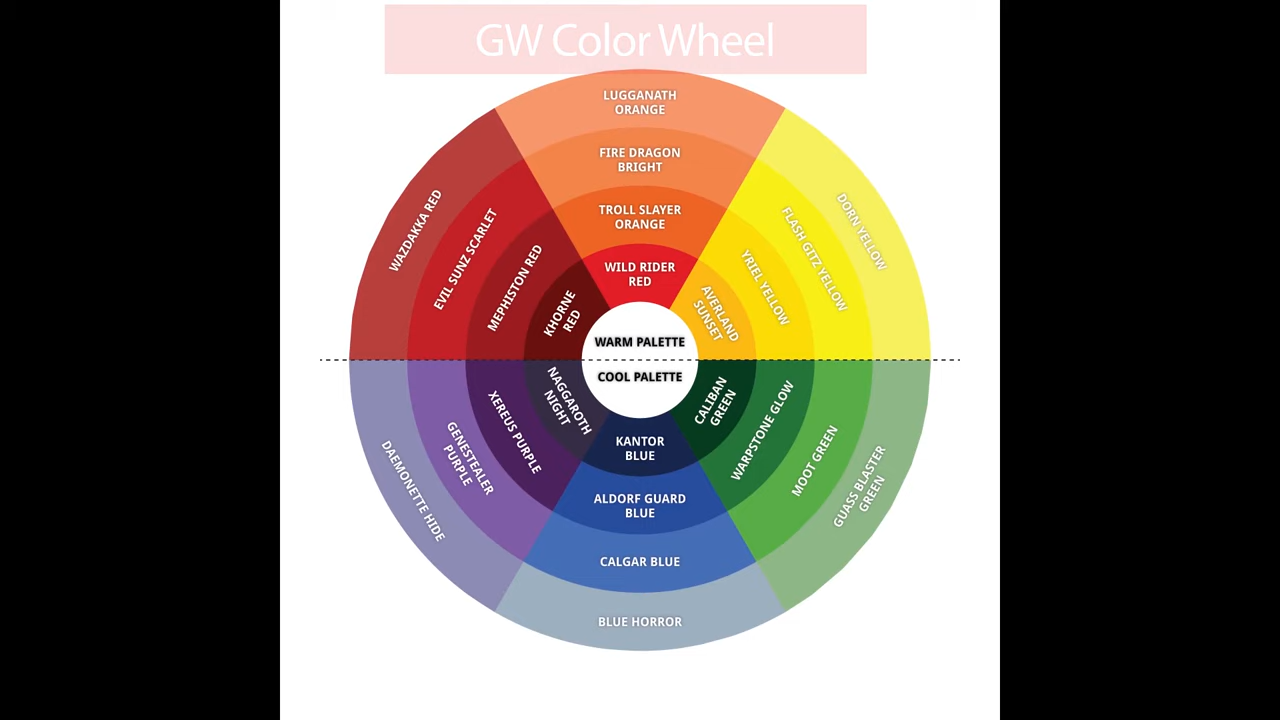 GW Color Wheel
LUGGANATH
ORANGE
FIRE DRAGON
BRIGHT
TROLL SLAYER
ORANGE
WILD RIDER
RED
WAZDAKKA RED
EVIL SUNZ SCARLET
MEPHISTON RED
KHORNE
RED
AVERLAND
SUNSET
YRIEL YELLOW
FLASH GITZ YELLOW
DORN YELLOW
WARM PALETTE
COOL PALETTE
DAEMONETTE HIDE
GENESTEALER
PURPLE
XEREUS PURPLE
NAGGAROTH
NIGHT
CALIBAN
GREEN
WARPSTONE GLOW
MOOT GREEN
GUASS BLASTER
GREEN
KANTOR
BLUE
ALDORF GUARD
BLUE
CALGAR BLUE
BLUE HORROR